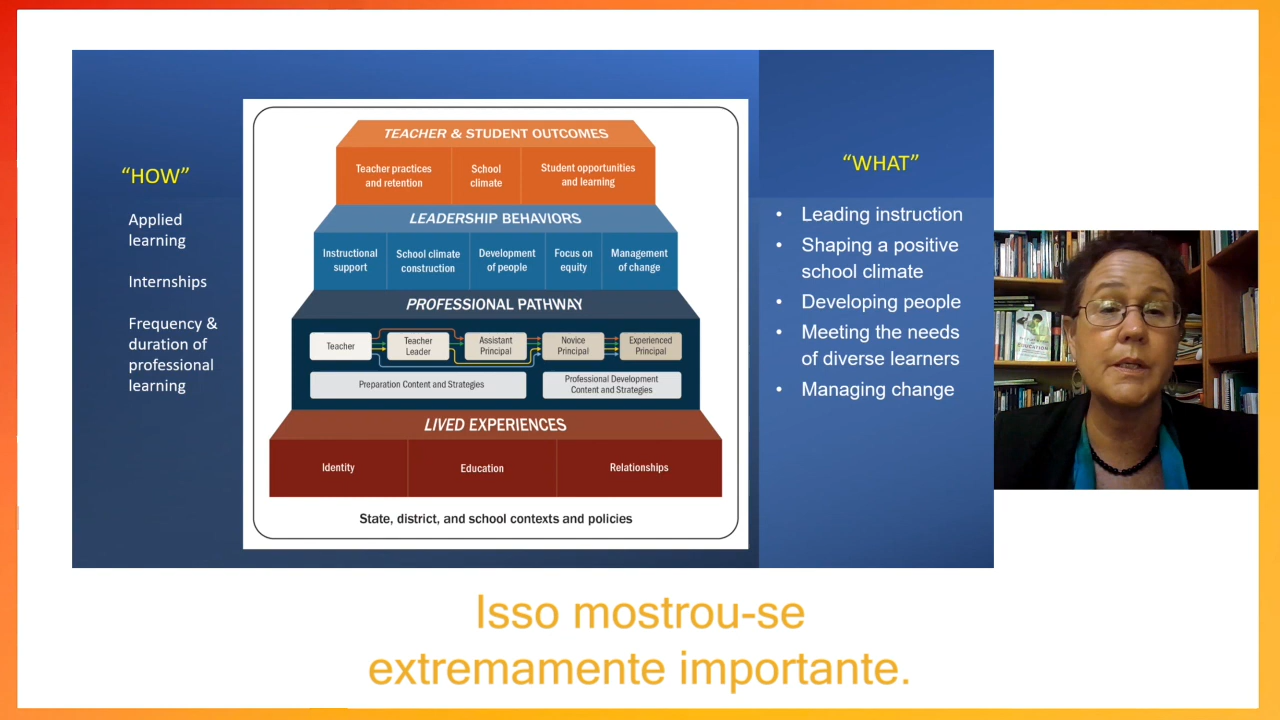 “HOW”
Applied
learning
Internships
Frequency &
duration of
professional
learning
TEACHER & STUDENT OUTCOMES
Teacher practices
and retention
School
climate
Student opportunities
and learning
LEADERSHIP BEHAVIORS
Instructional
support
School climate
construction
Development
of people
Focus on
equity
Management
of change
PROFESSIONAL PATHWAY
Teacher
Teacher
Leader
Assistant
Principal
Novice
Principal
Experienced
Principal
Preparation Content and Strategies
Professional Development
Content and Strategies
LIVED EXPERIENCES
Identity
Education
Relationships
State, district, and school contexts and policies
“WHAT”
• Leading instruction
• Shaping a positive
school climate
• Developing people
• Meeting the needs
of diverse learners
• Managing change
EDUCATION
Isso mostrou-se
extremamente importante.